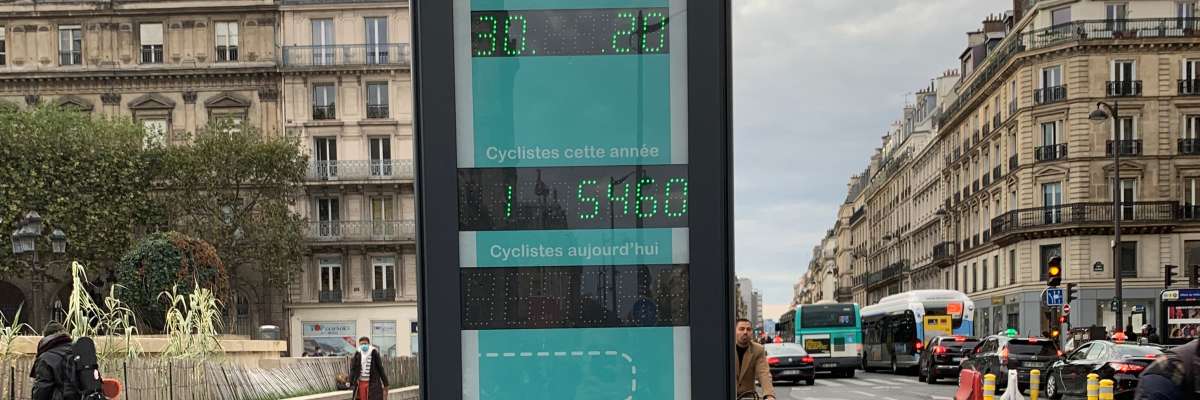 30. .20
Cyclistes cette année
1 5460
Cyclistes aujourd'hui